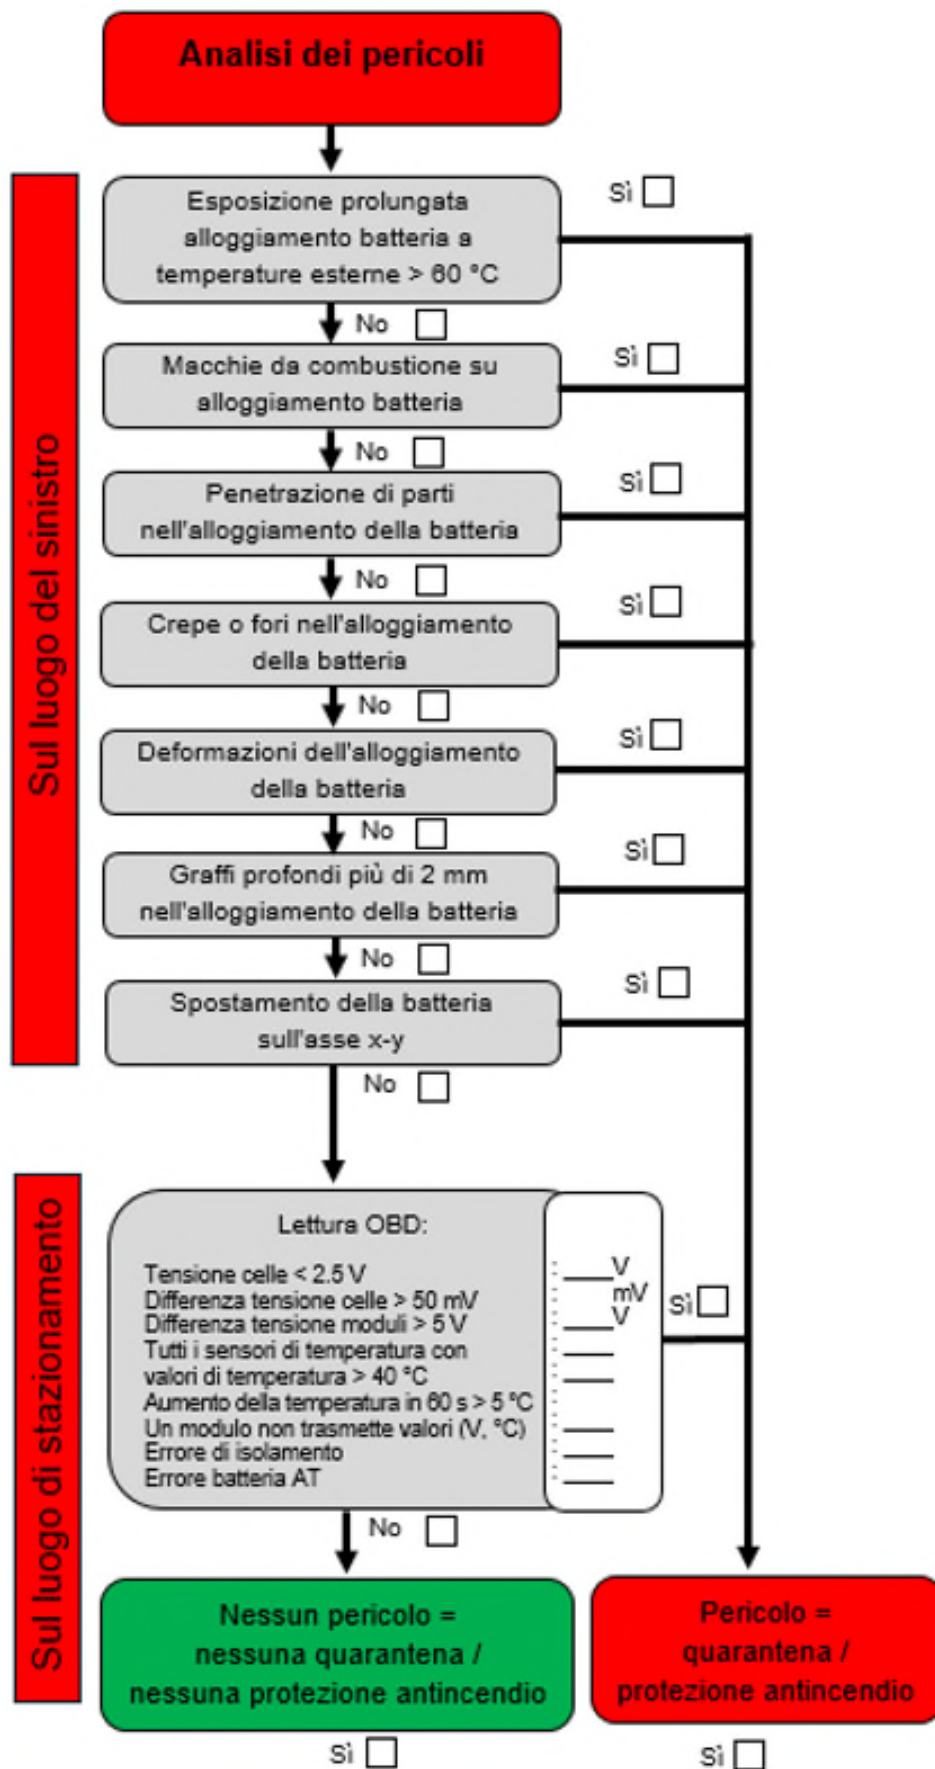 Analisi dei pericoli
Sul luogo del sinistro
Esposizione prolungata
alloggiamento batteria a
temperature esterne > 60 °C
Sì
No
Macchie da combustione su
alloggiamento batteria
Sì
No
Penetrazione di parti
nell'alloggiamento della batteria
Sì
No
Crepe o fori nell'alloggiamento
della batteria
Sì
No
Deformazioni dell'alloggiamento
della batteria
Sì
No
Graffi profondi più di 2 mm
nell'alloggiamento della batteria
Sì
No
Spostamento della batteria
sull'asse x-y
Sì
No
Sul luogo di stazionamento
Lettura OBD:
Tensione celle < 2.5 V
Differenza tensione celle > 50 mV
Differenza tensione moduli > 5 V
Tutti i sensori di temperatura con
valori di temperatura > 40 °C
Aumento della temperatura in 60 s > 5 °C
Un modulo non trasmette valori (V, °C)
Errore di isolamento
Errore batteria AT
V
mV
V
Sì
No
Nessun pericolo =
nessuna quarantena /
nessuna protezione antincendio
Sì
Pericolo =
quarantena /
protezione antincendio
Sì